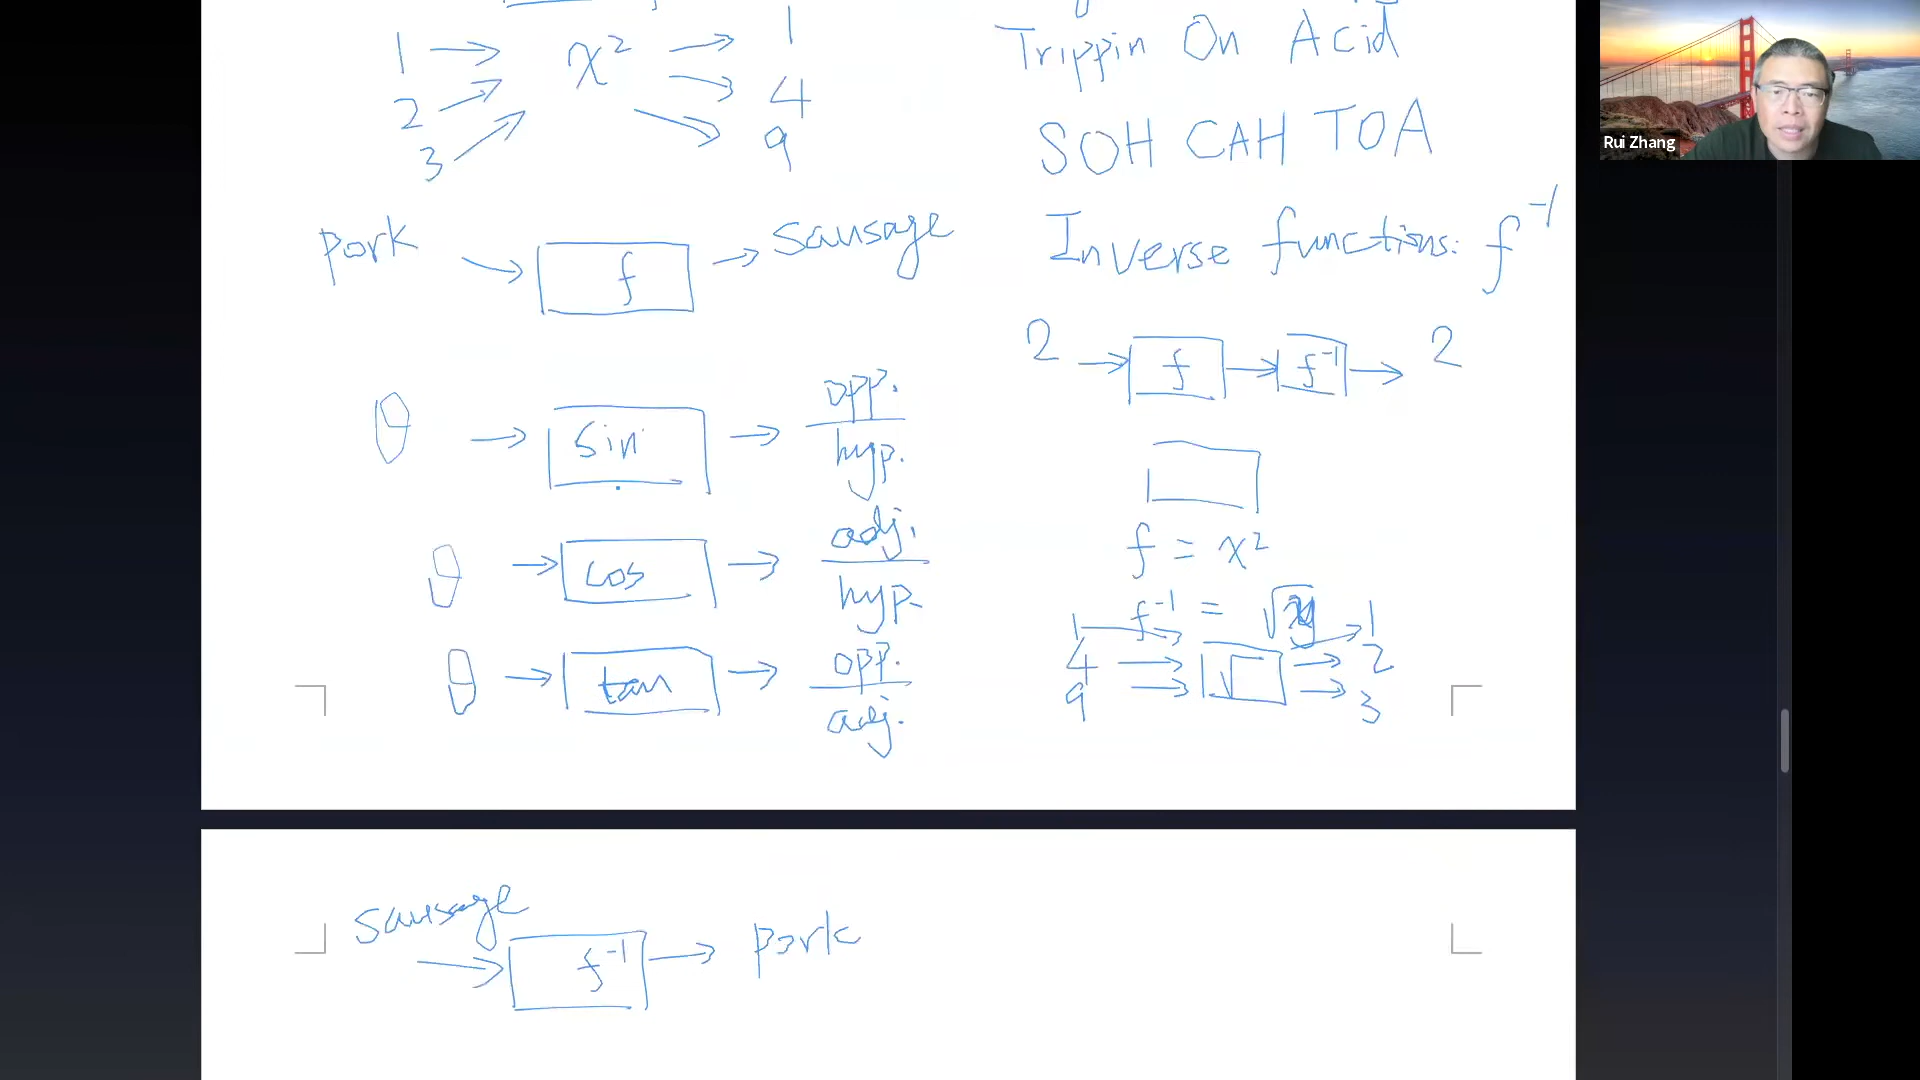 1 → x² → 1
2 → → 4
3 → → 9
pork → f → sausage
θ → sin → opp. / hyp.
θ → cos → adj. / hyp.
θ → tan → opp. / adj.
Trippin On Acid
SOH CAH TOA
Inverse functions: f⁻¹
2 → f → f⁻¹ → 2
f = x²
f⁻¹ = √
1 → → 1
4 → √ → 2
9 → → 3
sausage → f⁻¹ → pork
Rui Zhang